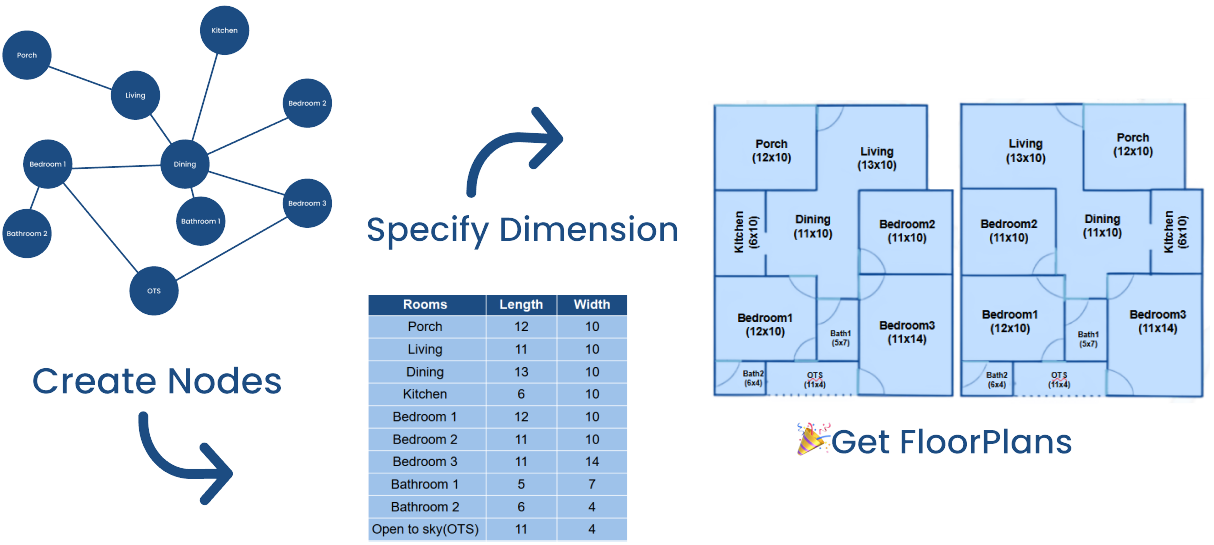 Kitchen
Porch
Living
Bedroom 2
Bedroom 1
Dining
Bedroom 3
Bathroom 1
Bathroom 2
OTS
Create Nodes
Specify Dimension
Rooms Length Width
Porch 12 10
Living 11 10
Dining 13 10
Kitchen 6 10
Bedroom 1 12 10
Bedroom 2 11 10
Bedroom 3 11 14
Bathroom 1 5 7
Bathroom 2 6 4
Open to sky(OTS) 11 4
Porch
(12x10)
Living
(13x10)
Kitchen
(6x10)
Dining
(11x10)
Bedroom2
(11x10)
Bedroom1
(12x10)
Bath1
(5x7)
Bedroom3
(11x14)
Bath2
(6x4)
OTS
(11x4)
Living
(13x10)
Porch
(12x10)
Bedroom2
(11x10)
Dining
(11x10)
Kitchen
(6x10)
Bedroom1
(12x10)
Bath1
(5x7)
Bedroom3
(11x14)
Bath2
(6x4)
OTS
(11x4)
Get FloorPlans